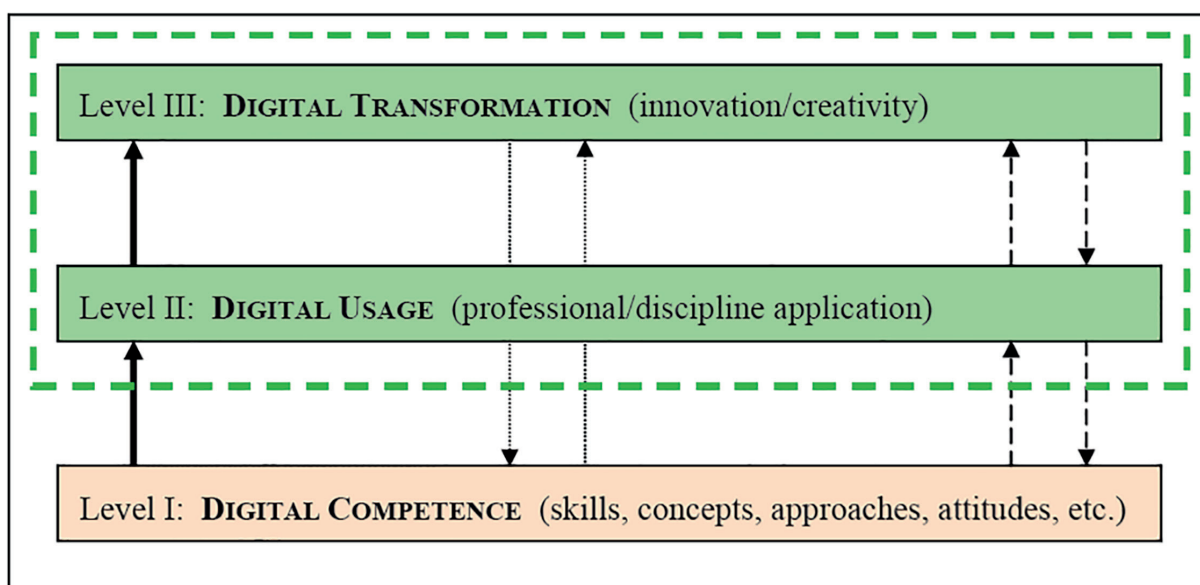 Level III: DIGITAL TRANSFORMATION (innovation/creativity)
Level II: DIGITAL USAGE (professional/discipline application)
Level I: DIGITAL COMPETENCE (skills, concepts, approaches, attitudes, etc.)